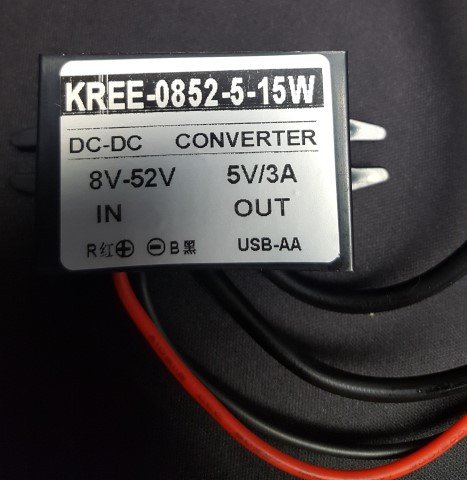 KREE-0852-5-15W
DC-DC CONVERTER
8V-52V 5V/3A
IN OUT
R红⊕ ⊖B黑 USB-AA